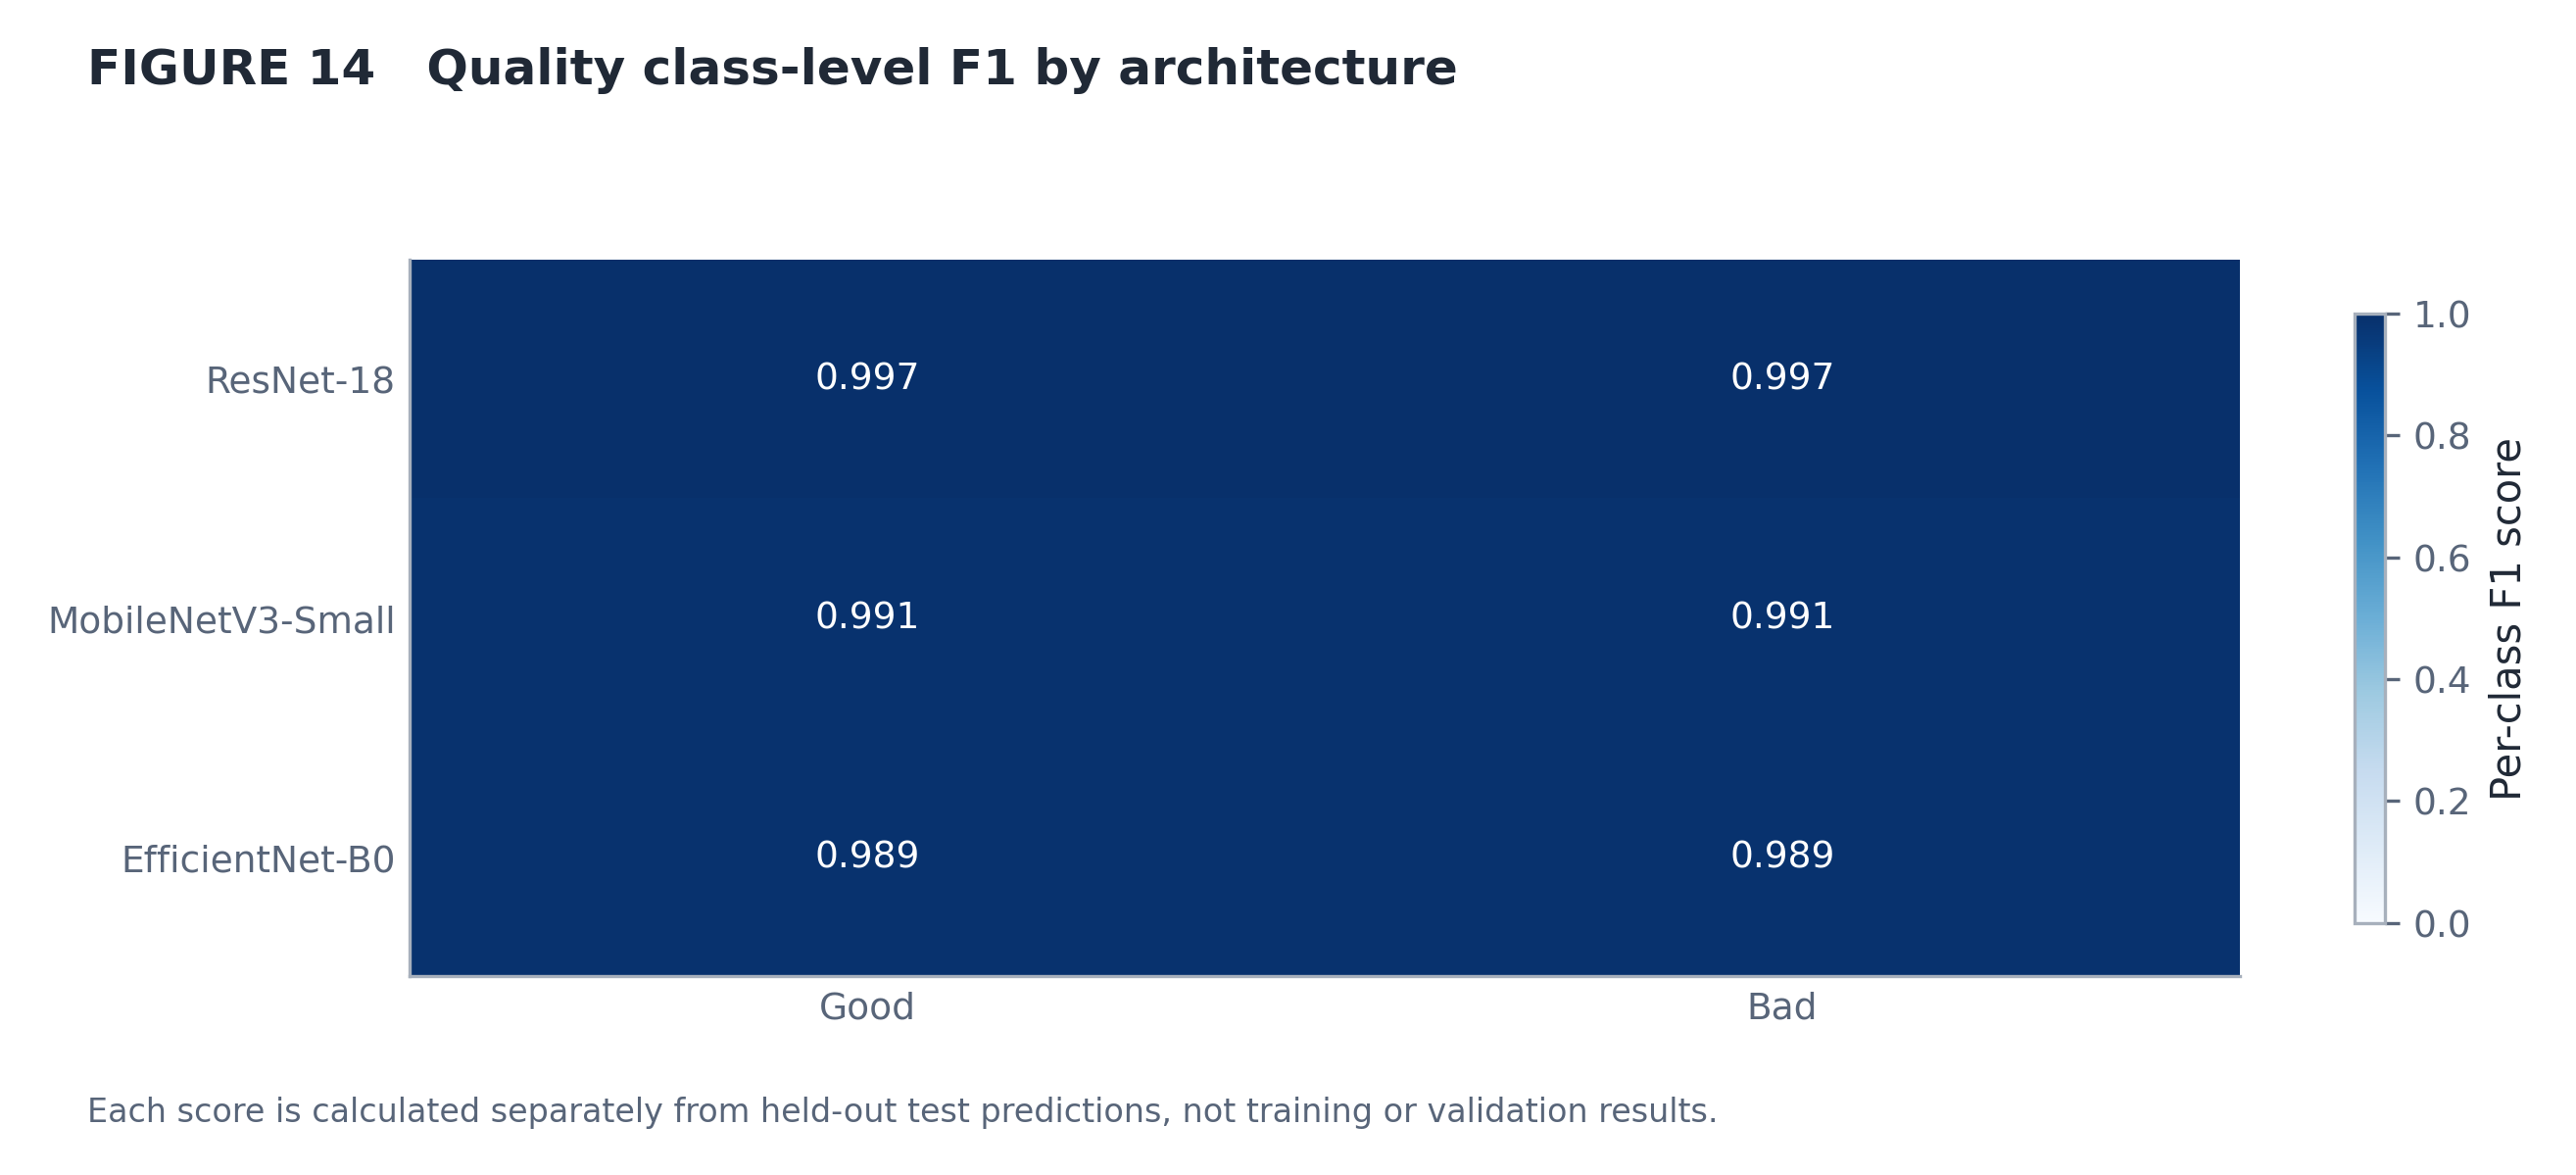 FIGURE 14   Quality class-level F1 by architecture
ResNet-18 0.997 0.997
MobileNetV3-Small 0.991 0.991
EfficientNet-B0 0.989 0.989
Good Bad
1.0
0.8
0.6
0.4
0.2
0.0
Per-class F1 score
Each score is calculated separately from held-out test predictions, not training or validation results.